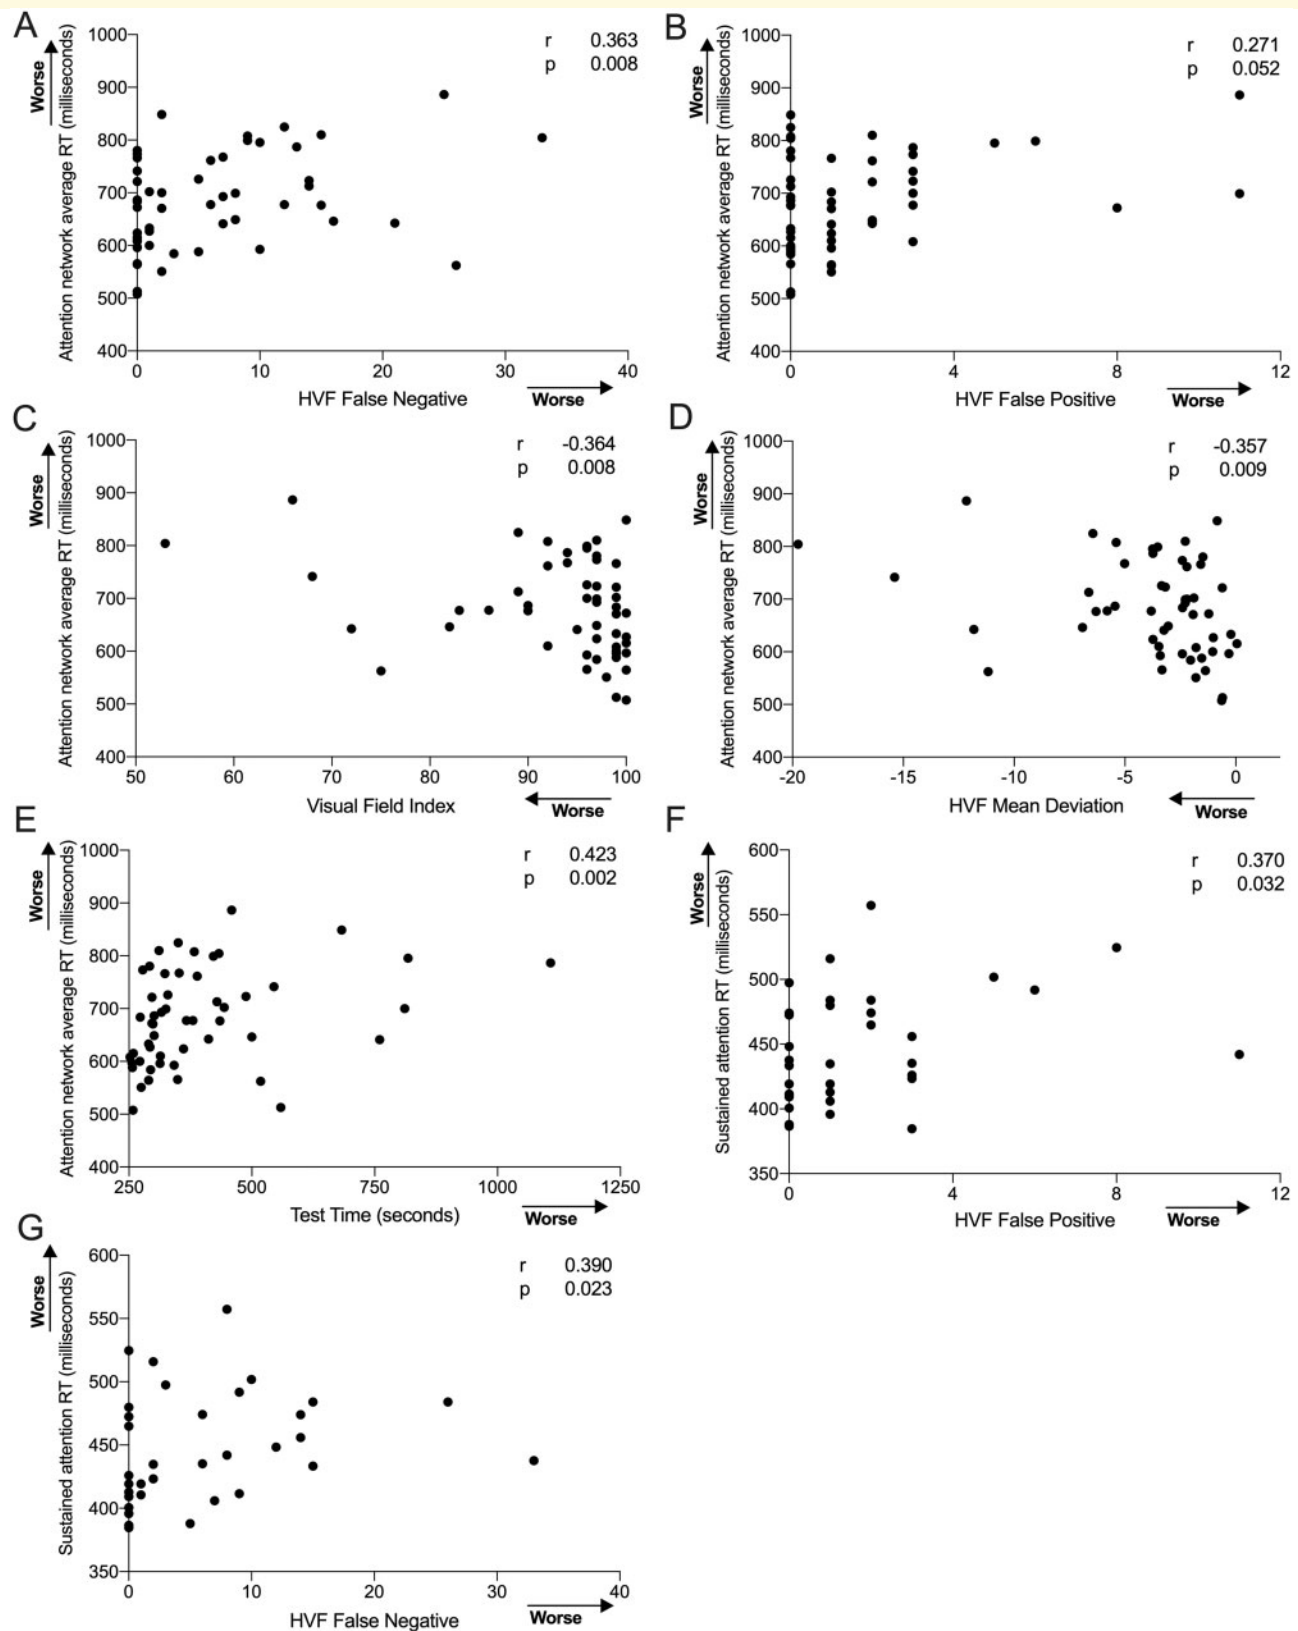 A
Worse
Attention network average RT (milliseconds)
1000
900
800
700
600
500
400
0
10
20
30
40
r 0.363
p 0.008
HVF False Negative
Worse
B
Worse
Attention network average RT (milliseconds)
1000
900
800
700
600
500
400
0
4
8
12
r 0.271
p 0.052
HVF False Positive
Worse
C
Worse
Attention network average RT (milliseconds)
1000
900
800
700
600
500
400
50
60
70
80
90
100
r -0.364
p 0.008
Visual Field Index
Worse
D
Worse
Attention network average RT (milliseconds)
1000
900
800
700
600
500
400
-20
-15
-10
-5
0
r -0.357
p 0.009
HVF Mean Deviation
Worse
E
Worse
Attention network average RT (milliseconds)
1000
900
800
700
600
500
400
250
500
750
1000
1250
r 0.423
p 0.002
Test Time (seconds)
Worse
F
Worse
Sustained attention RT (milliseconds)
600
550
500
450
400
350
0
4
8
12
r 0.370
p 0.032
HVF False Positive
Worse
G
Worse
Sustained attention RT (milliseconds)
600
550
500
450
400
350
0
10
20
30
40
r 0.390
p 0.023
HVF False Negative
Worse